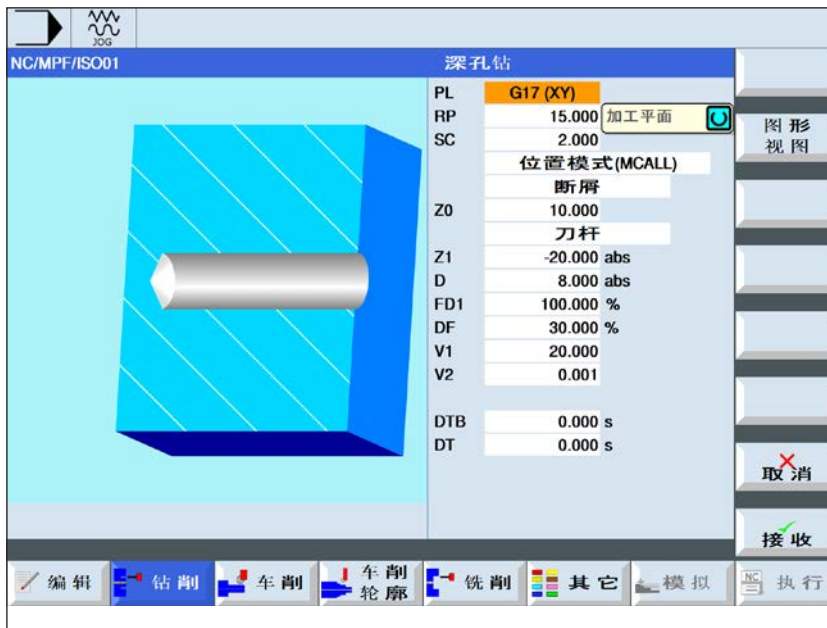 JOG
NC/MPF/ISO01
深孔钻
PL G17 (XY)
RP 15.000 加工平面
SC 2.000
位置模式(MCALL)
断屑
Z0 10.000
刀杆
Z1 -20.000 abs
D 8.000 abs
FD1 100.000 %
DF 30.000 %
V1 20.000
V2 0.001
DTB 0.000 s
DT 0.000 s
图形
视图
取消
接收
编辑
钻削
车削
车削
轮廓
铣削
其它
模拟
NC
执行